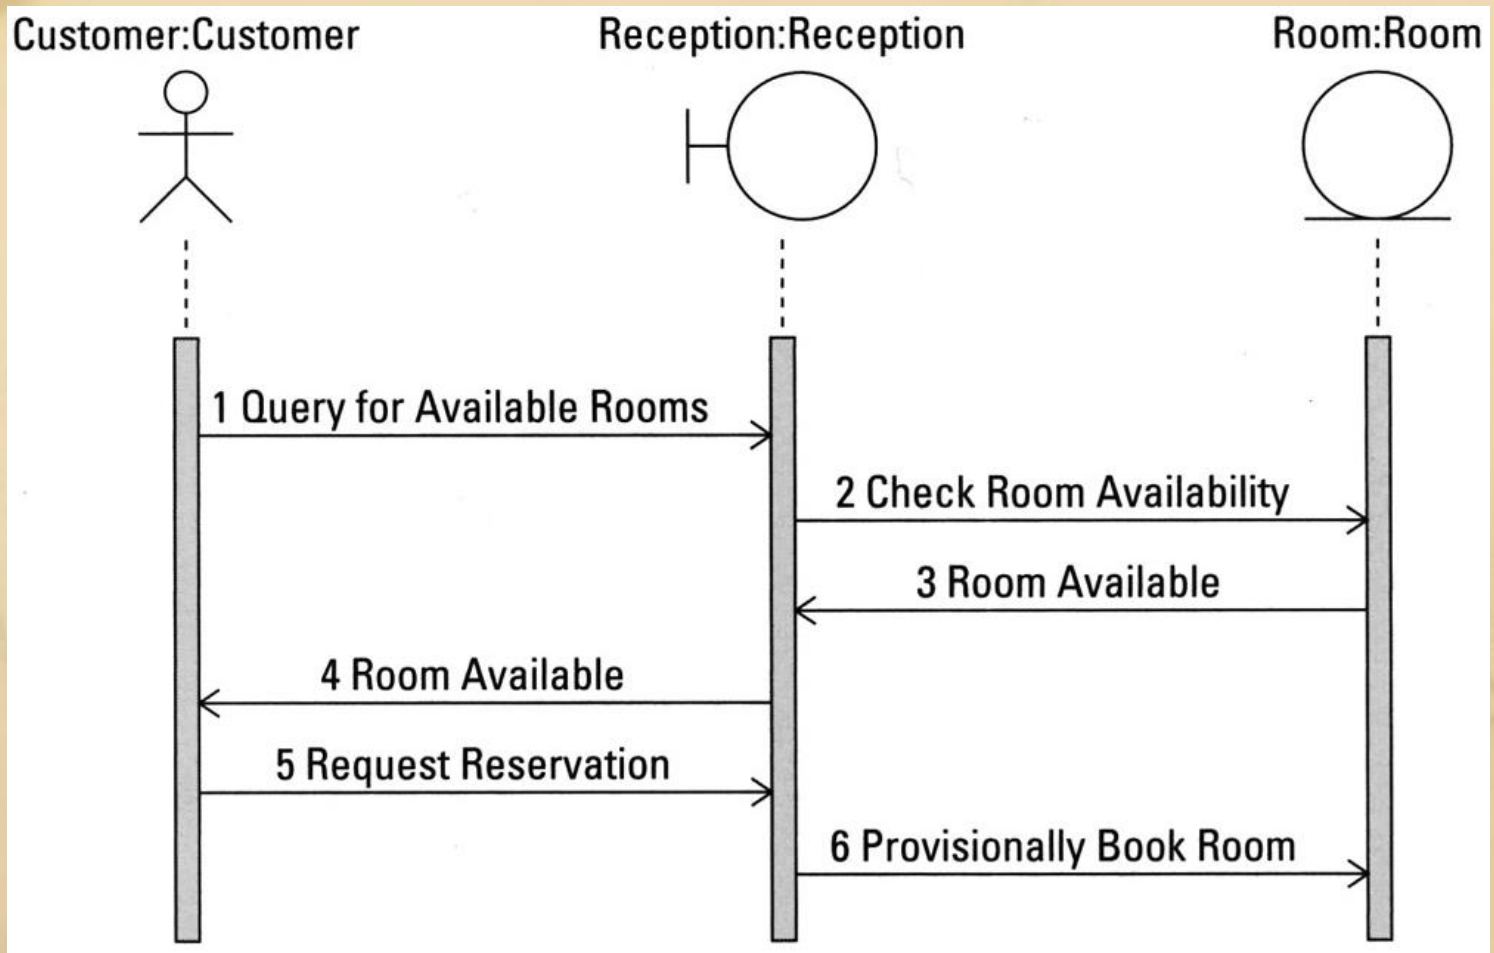 Customer:Customer
Reception:Reception
Room:Room
1 Query for Available Rooms
2 Check Room Availability
3 Room Available
4 Room Available
5 Request Reservation
6 Provisionally Book Room